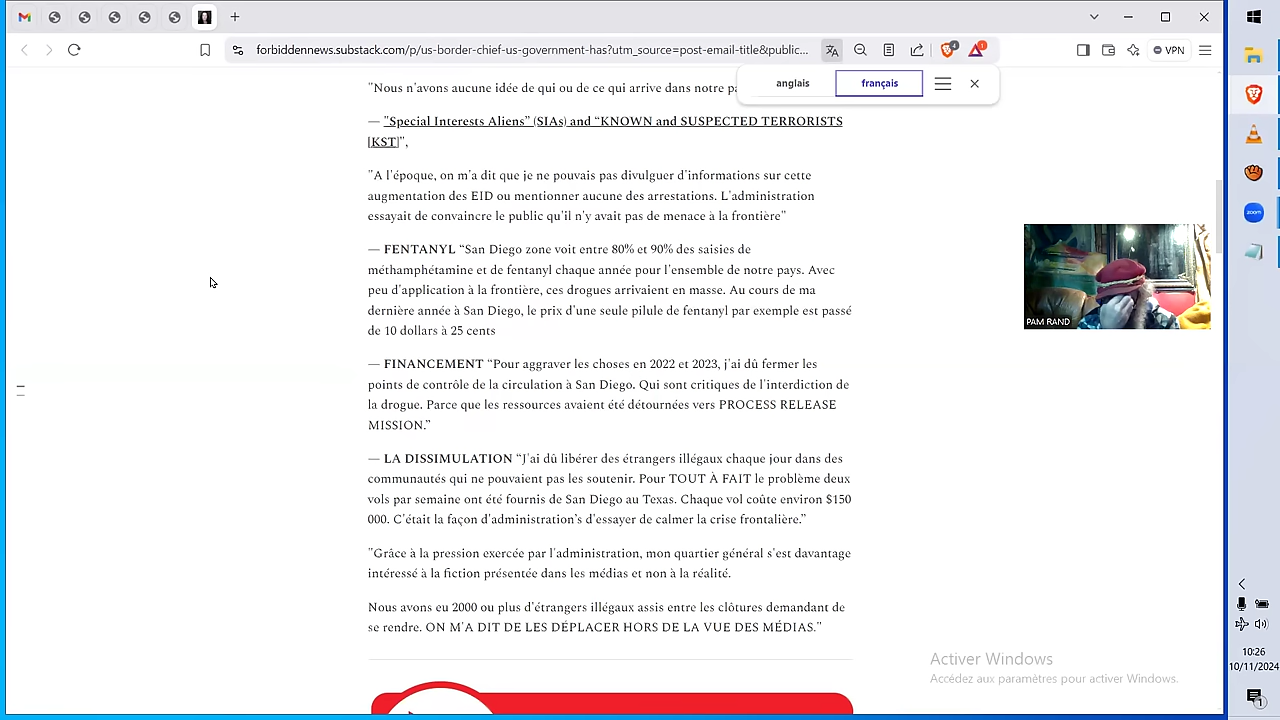 forbiddennews.substack.com/p/us-border-chief-us-government-has?utm_source=post-email-title&public...
4
1
VPN
anglais
français
"Nous n'avons aucune idée de qui ou de ce qui arrive dans notre pa
— "Special Interests Aliens” (SIAs) and “KNOWN and SUSPECTED TERRORISTS
[KST]”,
"A l'époque, on m'a dit que je ne pouvais pas divulguer d'informations sur cette
augmentation des EID ou mentionner aucune des arrestations. L'administration
essayait de convaincre le public qu'il n'y avait pas de menace à la frontière"
— FENTANYL “San Diego zone voit entre 80% et 90% des saisies de
méthamphétamine et de fentanyl chaque année pour l'ensemble de notre pays. Avec
peu d'application à la frontière, ces drogues arrivaient en masse. Au cours de ma
dernière année à San Diego, le prix d'une seule pilule de fentanyl par exemple est passé
de 10 dollars à 25 cents
— FINANCEMENT “Pour aggraver les choses en 2022 et 2023, j'ai dû fermer les
points de contrôle de la circulation à San Diego. Qui sont critiques de l'interdiction de
la drogue. Parce que les ressources avaient été détournées vers PROCESS RELEASE
MISSION.”
— LA DISSIMULATION “J'ai dû libérer des étrangers illégaux chaque jour dans des
communautés qui ne pouvaient pas les soutenir. Pour TOUT À FAIT le problème deux
vols par semaine ont été fournis de San Diego au Texas. Chaque vol coûte environ $150
000. C'était la façon d'administration’s d'essayer de calmer la crise frontalière.”
"Grâce à la pression exercée par l'administration, mon quartier général s'est davantage
intéressé à la fiction présentée dans les médias et non à la réalité.
Nous avons eu 2000 ou plus d'étrangers illégaux assis entre les clôtures demandant de
se rendre. ON M'A DIT DE LES DÉPLACER HORS DE LA VUE DES MÉDIAS."
PAM RAND
zoom
Activer Windows
Accédez aux paramètres pour activer Windows.
10:26
10/11/2024